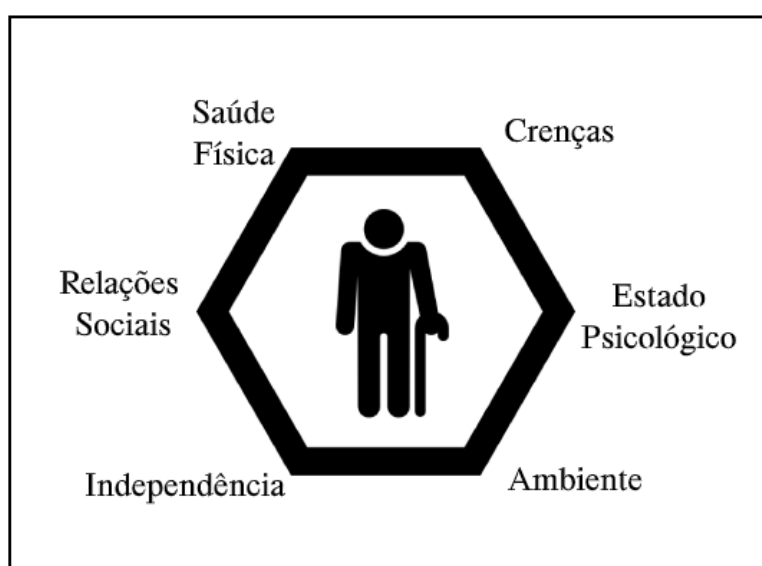 Saúde
Física
Crenças
Relações
Sociais
Estado
Psicológico
Independência
Ambiente